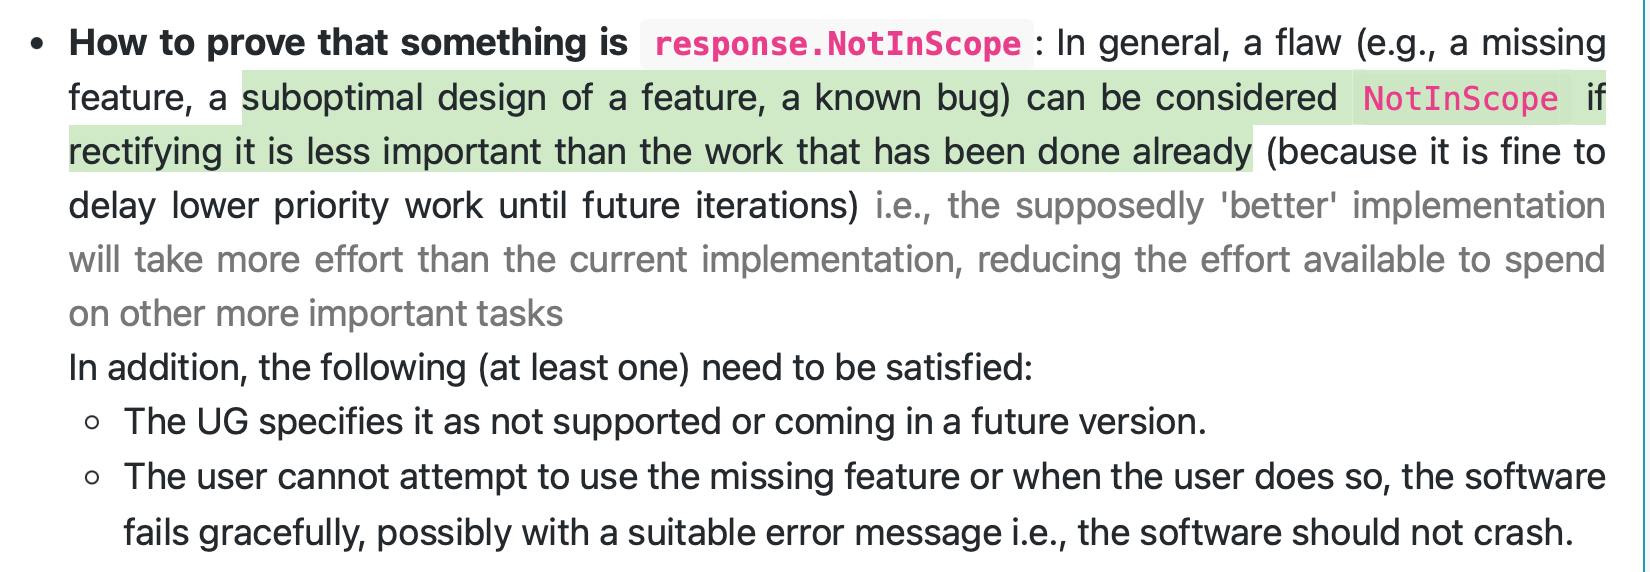 • How to prove that something is response.NotInScope : In general, a flaw (e.g., a missing
feature, a suboptimal design of a feature, a known bug) can be considered NotInScope if
rectifying it is less important than the work that has been done already (because it is fine to
delay lower priority work until future iterations) i.e., the supposedly 'better' implementation
will take more effort than the current implementation, reducing the effort available to spend
on other more important tasks
In addition, the following (at least one) need to be satisfied:
◦ The UG specifies it as not supported or coming in a future version.
◦ The user cannot attempt to use the missing feature or when the user does so, the software
fails gracefully, possibly with a suitable error message i.e., the software should not crash.